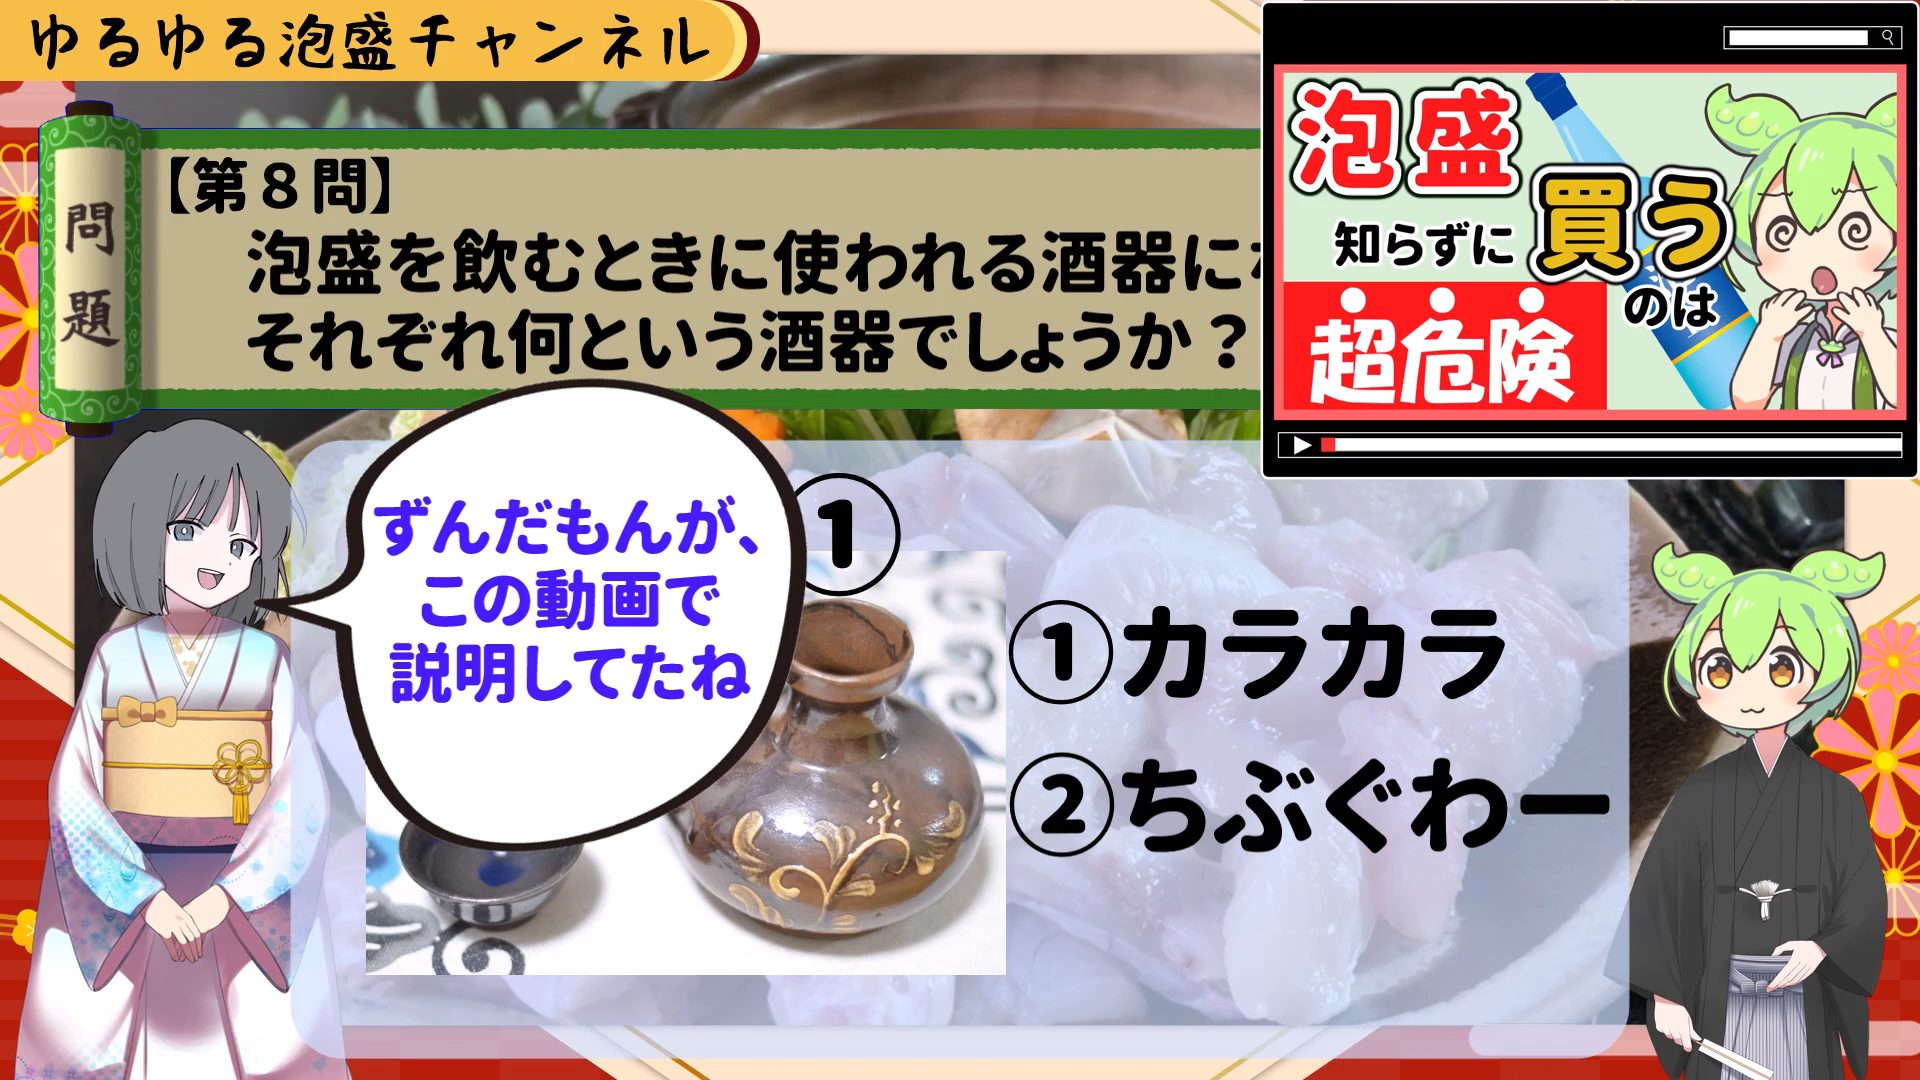 ゆるゆる泡盛チャンネル
問題
【第８問】
泡盛を飲むときに使われる酒器に
それぞれ何という酒器でしょうか？
泡盛
知らずに
買う
のは
超危険
ずんだもんが、
この動画で
説明してたね
①
①カラカラ
②ちぶぐわー